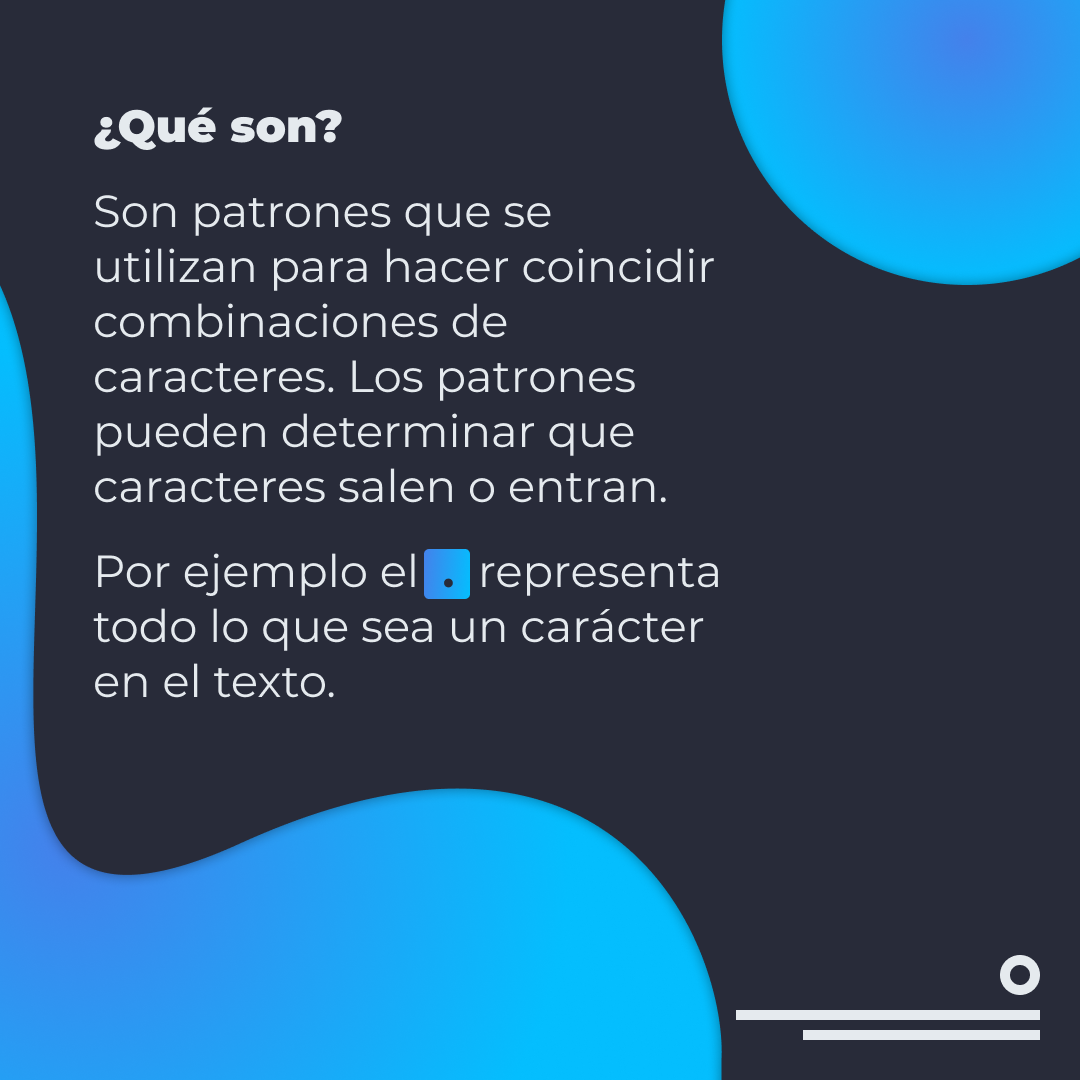 ¿Qué son?
Son patrones que se
utilizan para hacer coincidir
combinaciones de
caracteres. Los patrones
pueden determinar que
caracteres salen o entran.
Por ejemplo el . representa
todo lo que sea un carácter
en el texto.